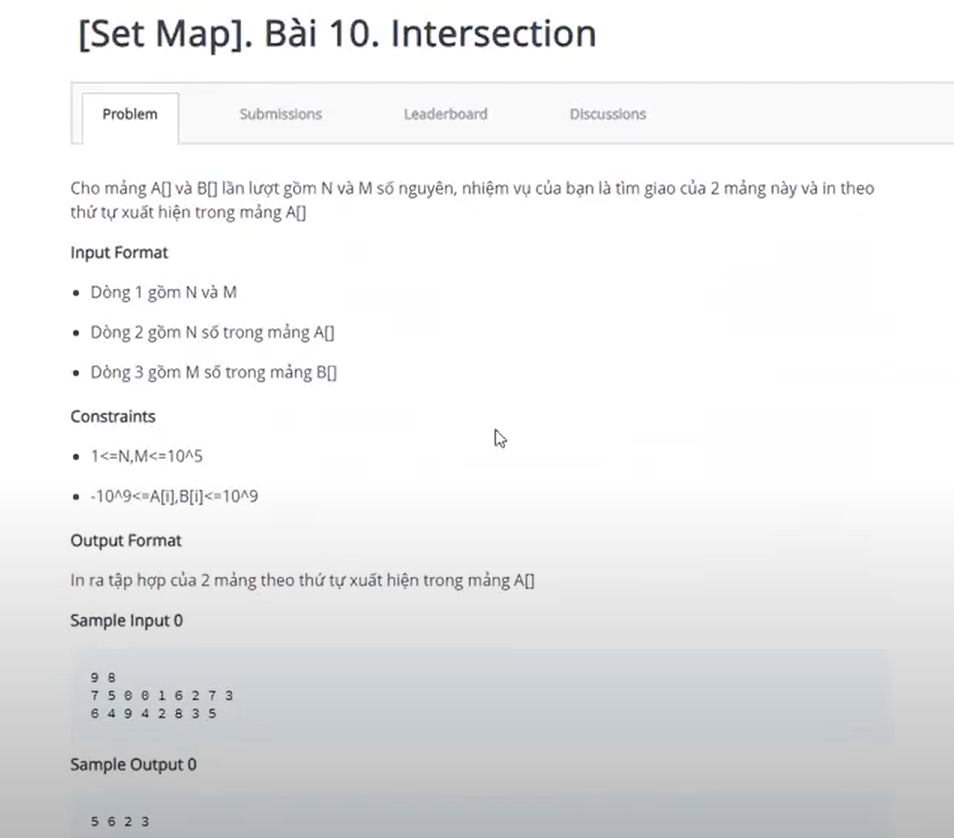 [Set Map]. Bài 10. Intersection
Problem Submissions Leaderboard Discussions
Cho mảng A[] và B[] lần lượt gồm N và M số nguyên, nhiệm vụ của bạn là tìm giao của 2 mảng này và in theo
thứ tự xuất hiện trong mảng A[]
Input Format
• Dòng 1 gồm N và M
• Dòng 2 gồm N số trong mảng A[]
• Dòng 3 gồm M số trong mảng B[]
Constraints
• 1<=N,M<=10^5
• -10^9<=A[i],B[i]<=10^9
Output Format
In ra tập hợp của 2 mảng theo thứ tự xuất hiện trong mảng A[]
Sample Input 0
9 8
7 5 0 0 1 6 2 7 3
6 4 9 4 2 8 3 5
Sample Output 0
5 6 2 3